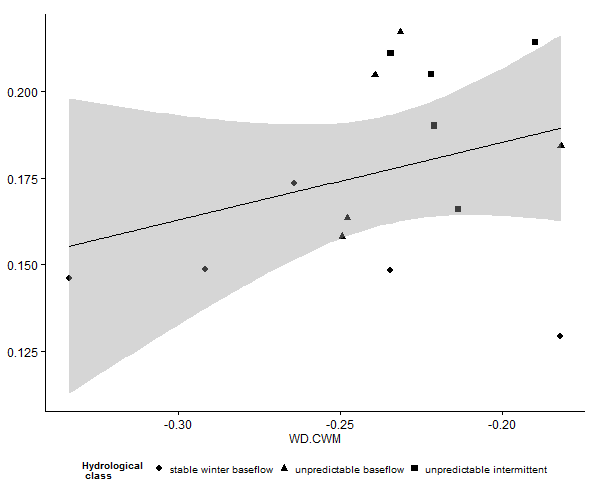 0.200
0.175
0.150
0.125
-0.30
-0.25
-0.20
WD.CWM
Hydrological
class
stable winter baseflow
unpredictable baseflow
unpredictable intermittent